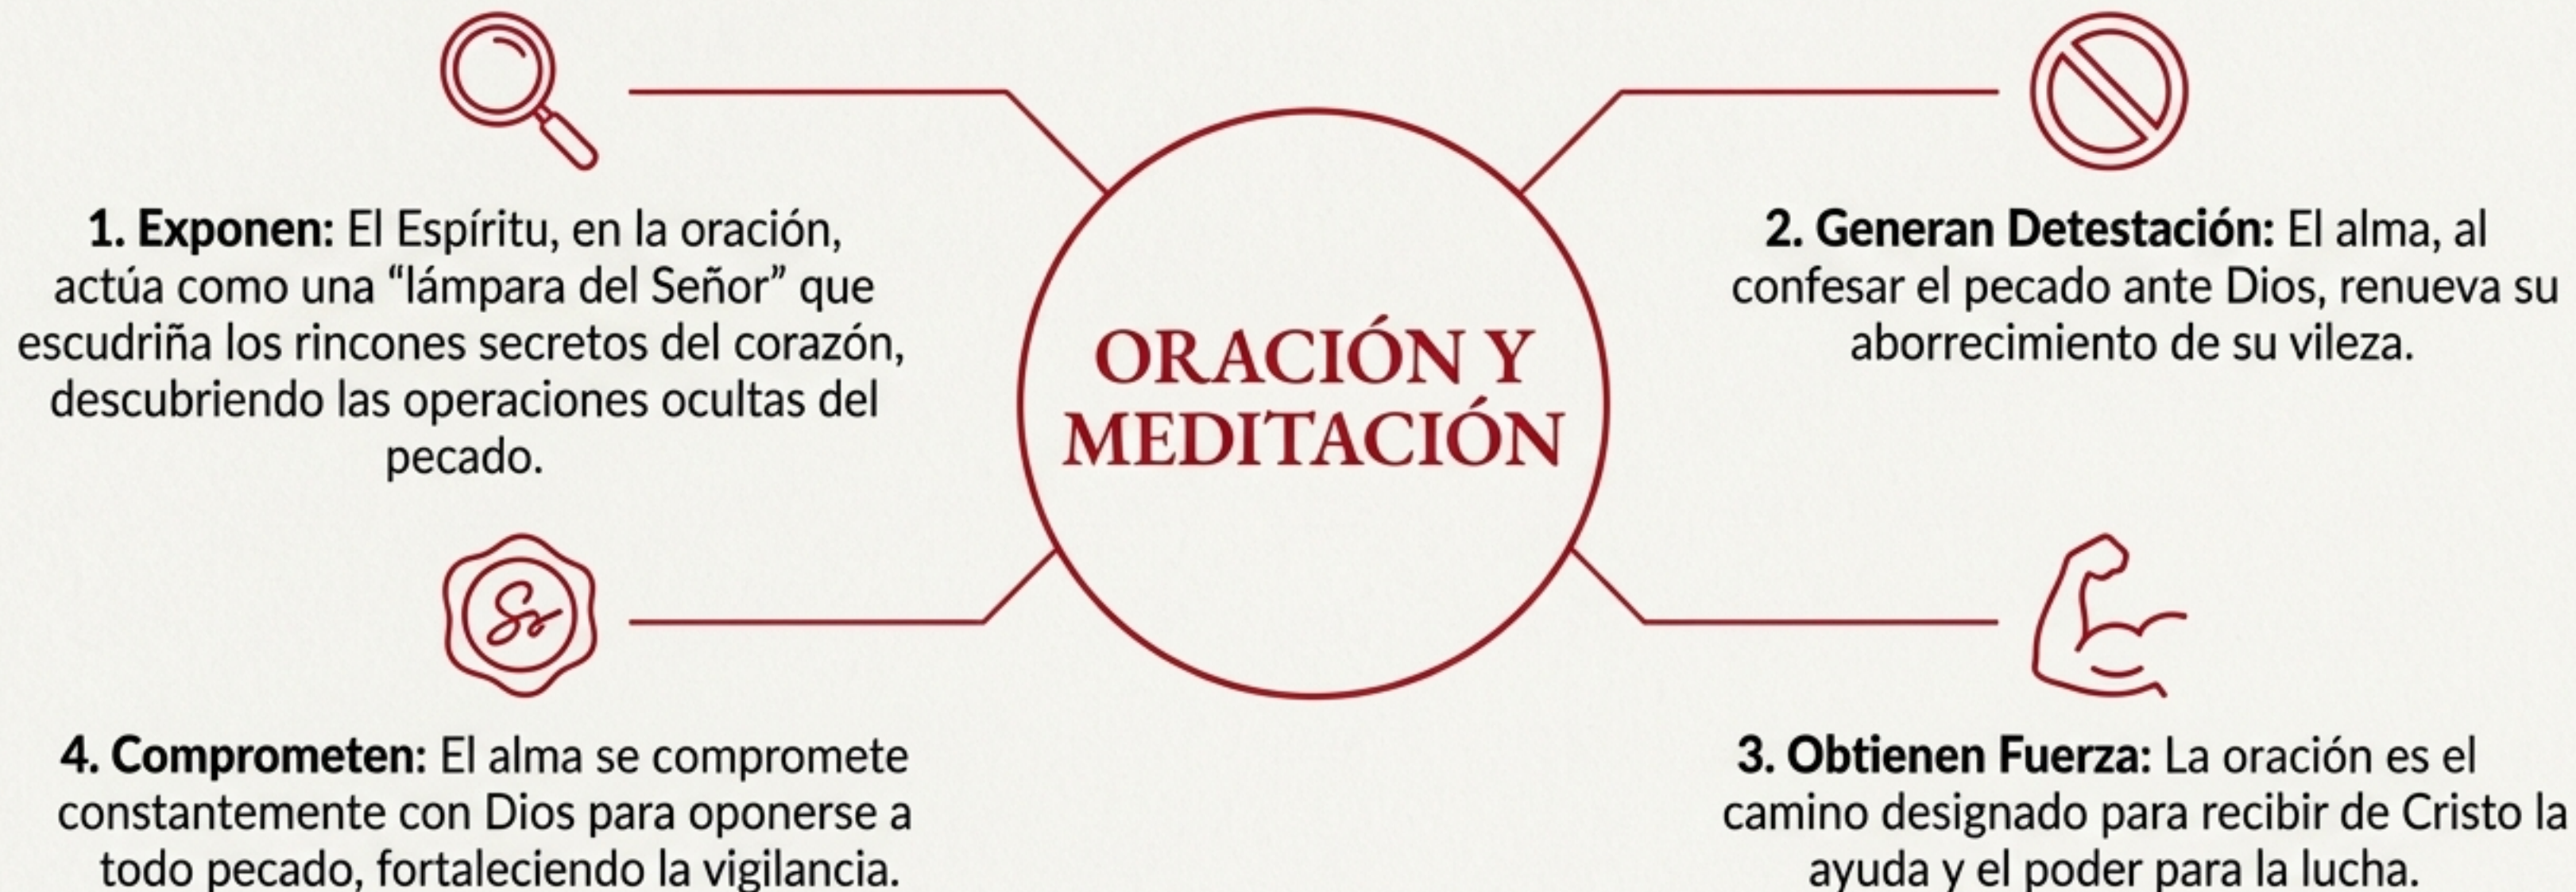 1. Exponen: El Espíritu, en la oración,
actúa como una “lámpara del Señor” que
escudriña los rincones secretos del corazón,
descubriendo las operaciones ocultas del
pecado.
ORACIÓN Y
MEDITACIÓN
2. Generan Detestación: El alma, al
confesar el pecado ante Dios, renueva su
aborrecimiento de su vileza.
3. Obtienen Fuerza: La oración es el
camino designado para recibir de Cristo la
ayuda y el poder para la lucha.
4. Comprometen: El alma se compromete
constantemente con Dios para oponerse a
todo pecado, fortaleciendo la vigilancia.